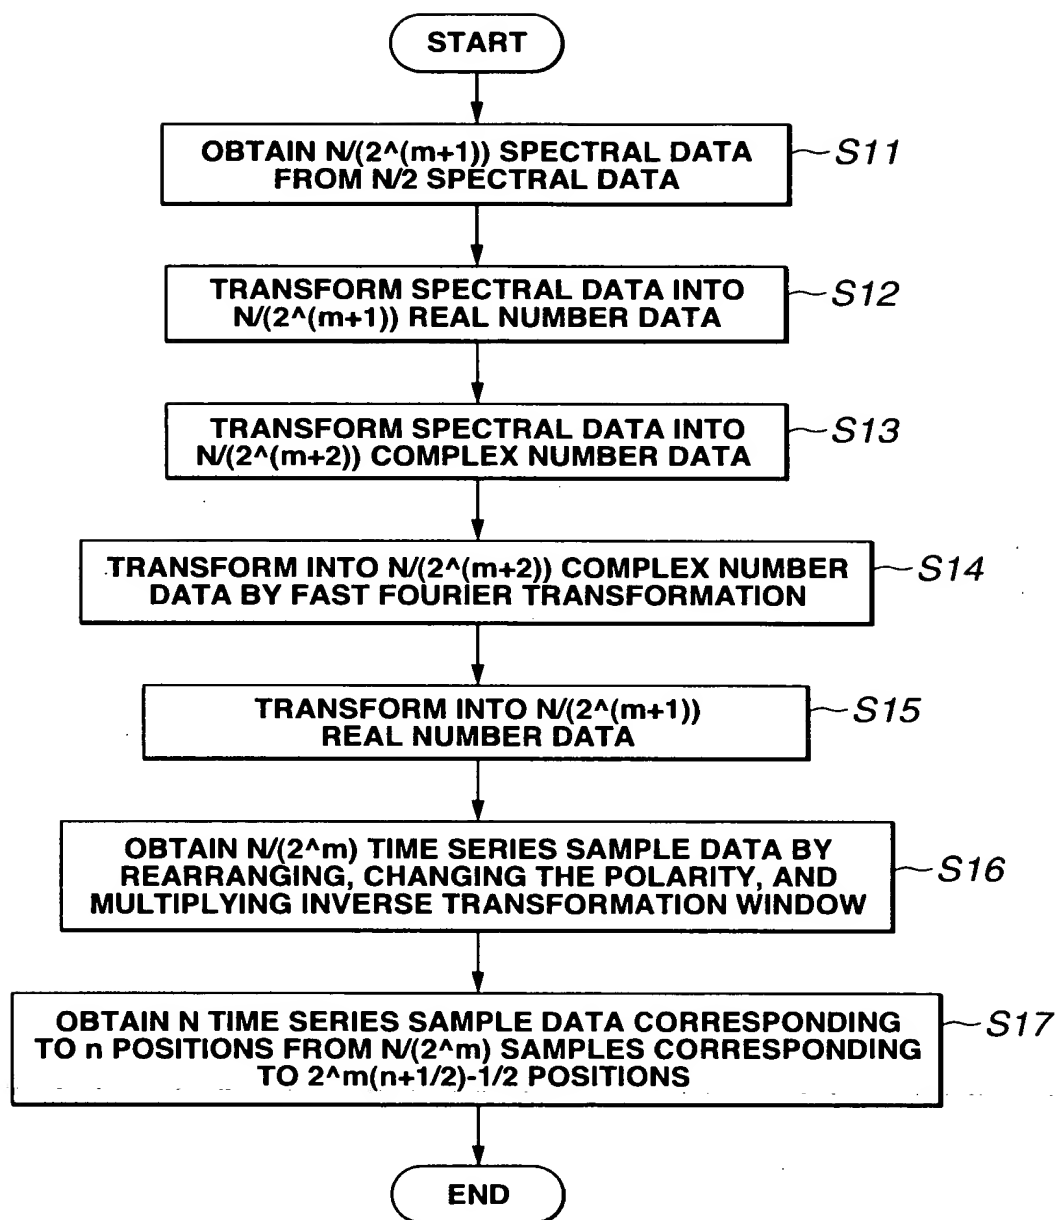 START
OBTAIN N/(2^(m+1)) SPECTRAL DATA
FROM N/2 SPECTRAL DATA
S11
TRANSFORM SPECTRAL DATA INTO
N/(2^(m+1)) REAL NUMBER DATA
S12
TRANSFORM SPECTRAL DATA INTO
N/(2^(m+2)) COMPLEX NUMBER DATA
S13
TRANSFORM INTO N/(2^(m+2)) COMPLEX NUMBER
DATA BY FAST FOURIER TRANSFORMATION
S14
TRANSFORM INTO N/(2^(m+1))
REAL NUMBER DATA
S15
OBTAIN N/(2^m) TIME SERIES SAMPLE DATA BY
REARRANGING, CHANGING THE POLARITY, AND
MULTIPLYING INVERSE TRANSFORMATION WINDOW
S16
OBTAIN N TIME SERIES SAMPLE DATA CORRESPONDING
TO n POSITIONS FROM N/(2^m) SAMPLES CORRESPONDING
TO 2^m(n+1/2)-1/2 POSITIONS
S17
END